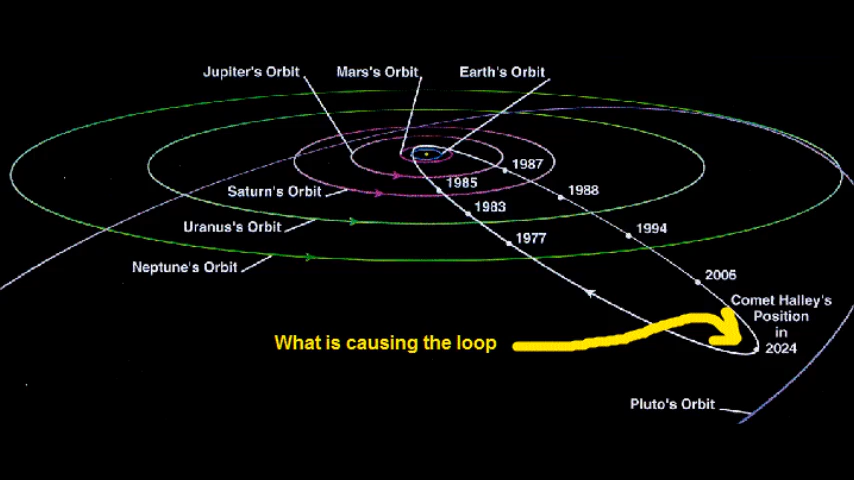 Jupiter's Orbit
Mars's Orbit
Earth's Orbit
1987
1985
Saturn's Orbit
1988
1983
Uranus's Orbit
1994
1977
Neptune's Orbit
2005
Comet Halley's
Position
in
2024
What is causing the loop
Pluto's Orbit